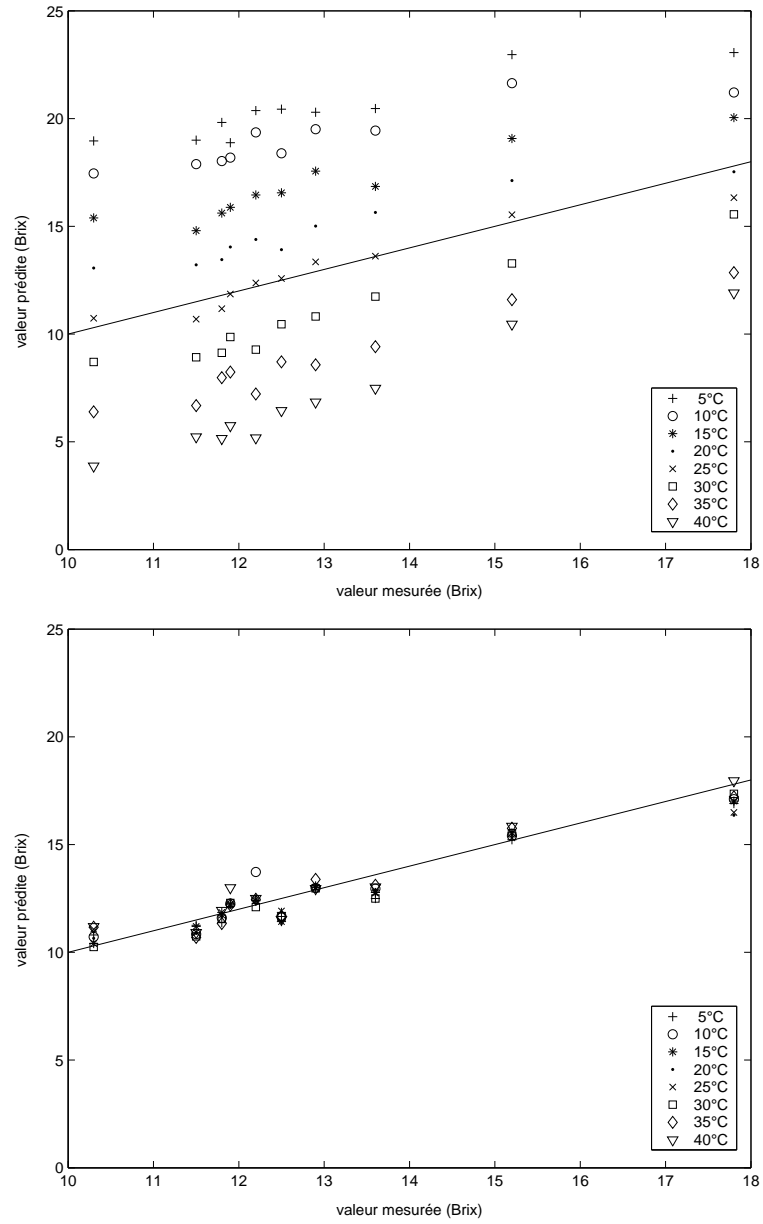 25
20
15
10
5
0
valeur prédite (Brix)
5°C
10°C
15°C
20°C
25°C
30°C
35°C
40°C
10 11 12 13 14 15 16 17 18
valeur mesurée (Brix)
25
20
15
10
5
0
valeur prédite (Brix)
5°C
10°C
15°C
20°C
25°C
30°C
35°C
40°C
10 11 12 13 14 15 16 17 18
valeur mesurée (Brix)